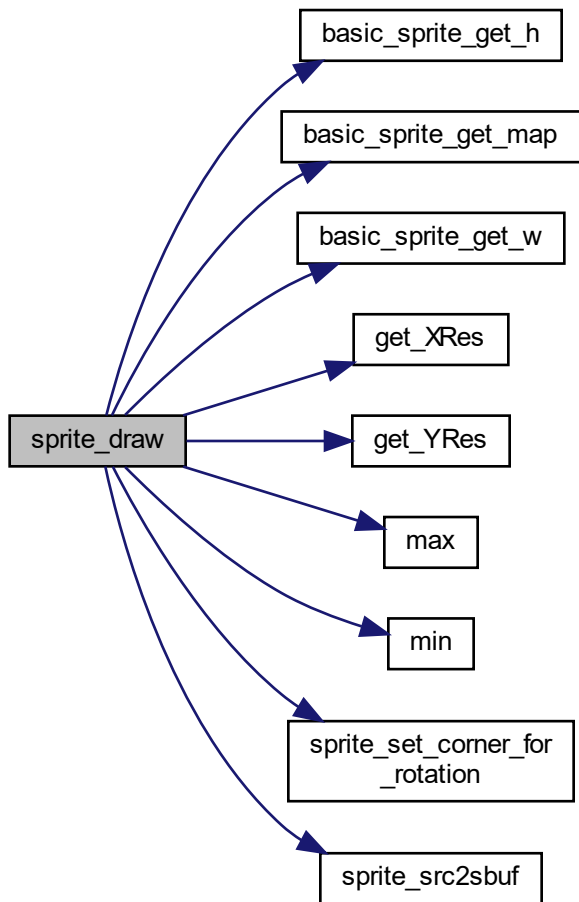 basic_sprite_get_h
basic_sprite_get_map
basic_sprite_get_w
get_XRes
sprite_draw
get_YRes
max
min
sprite_set_corner_for
_rotation
sprite_src2sbuf